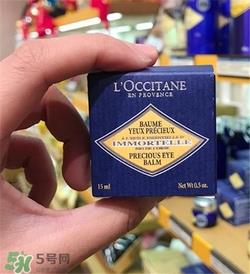 L'OCCITANE
EN PROVENCE
BAUME
YEUX PRÉCIEUX
IMMORTELLE
PRECIOUS EYE
BALM
15 ml
Net Wt 0.5 oz.
5号网